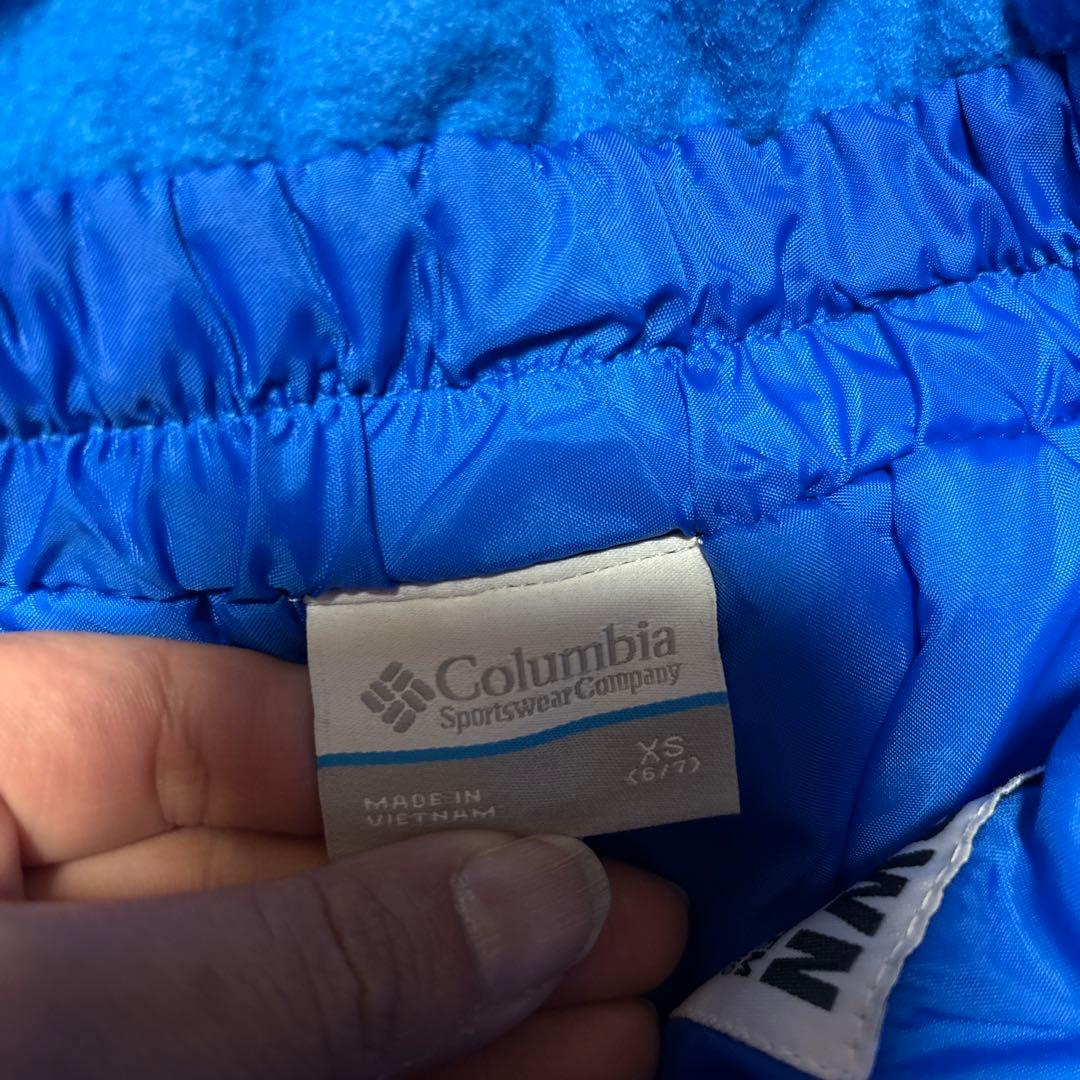 Columbia
Sportswear Company
XS
(6/7)
MADE IN
VIETNAM